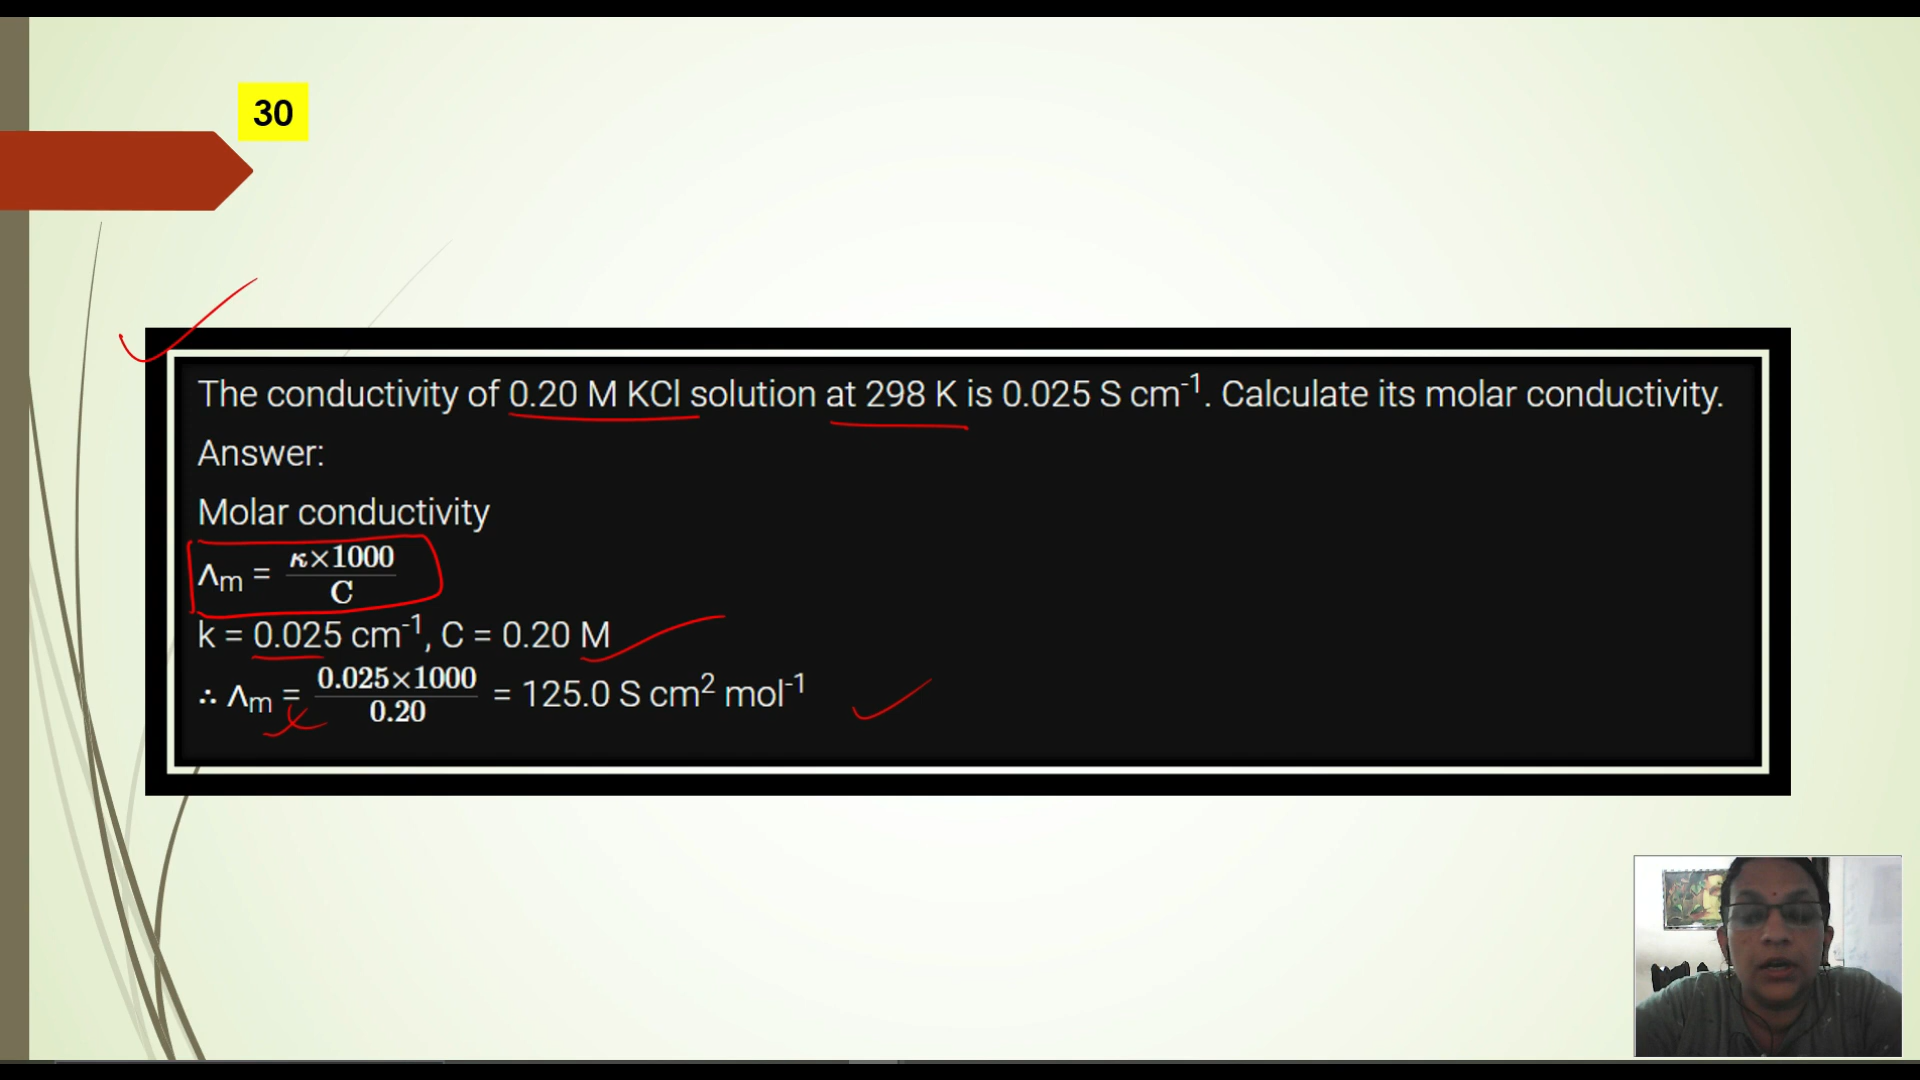 30
The conductivity of 0.20 M KCl solution at 298 K is 0.025 S cm⁻¹. Calculate its molar conductivity.
Answer:
Molar conductivity
Λm = κ×1000 / C
k = 0.025 cm⁻¹, C = 0.20 M
∴ Λm = 0.025×1000 / 0.20 = 125.0 S cm² mol⁻¹